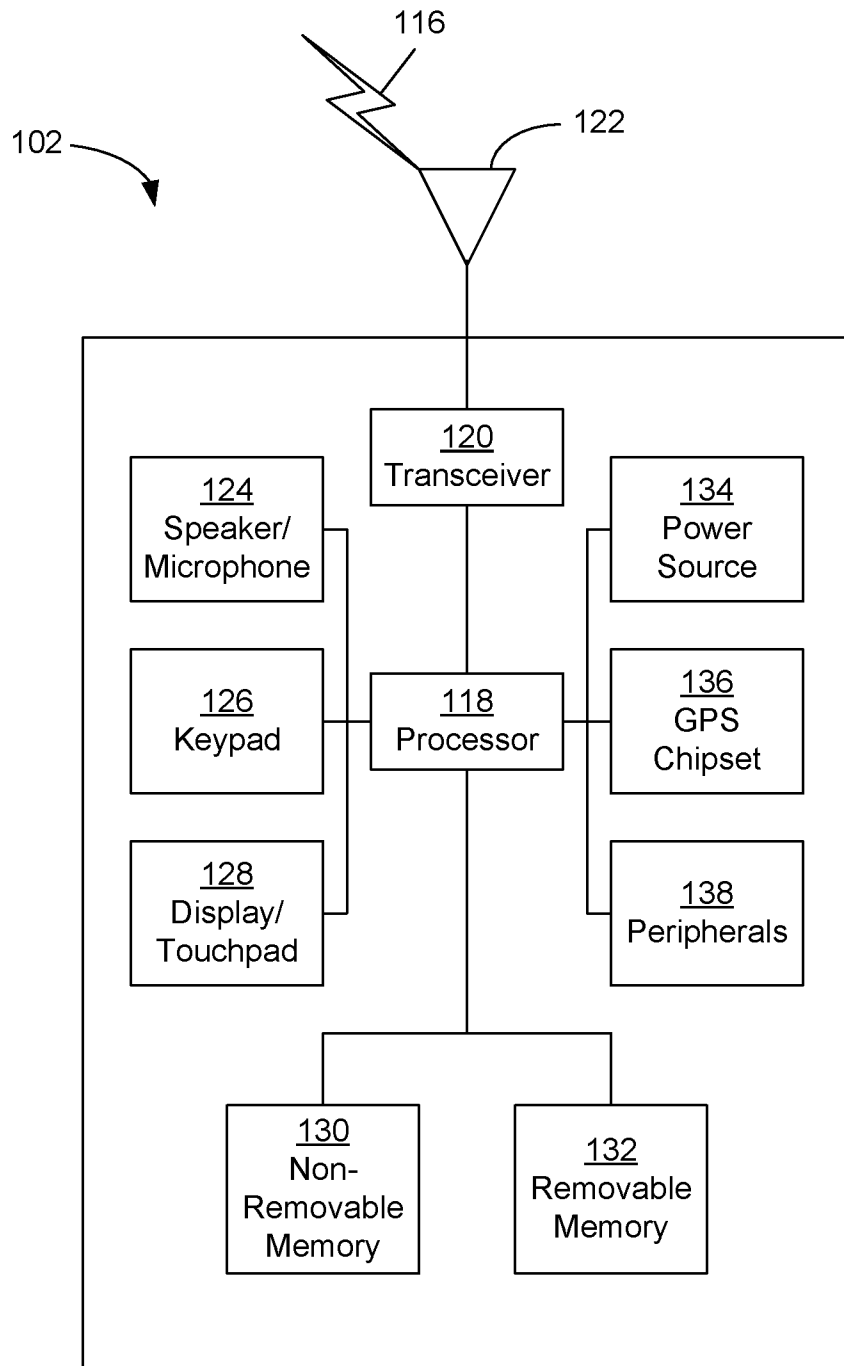 116
122
102
120
Transceiver
124
Speaker/
Microphone
134
Power
Source
126
Keypad
118
Processor
136
GPS
Chipset
128
Display/
Touchpad
138
Peripherals
130
Non-
Removable
Memory
132
Removable
Memory